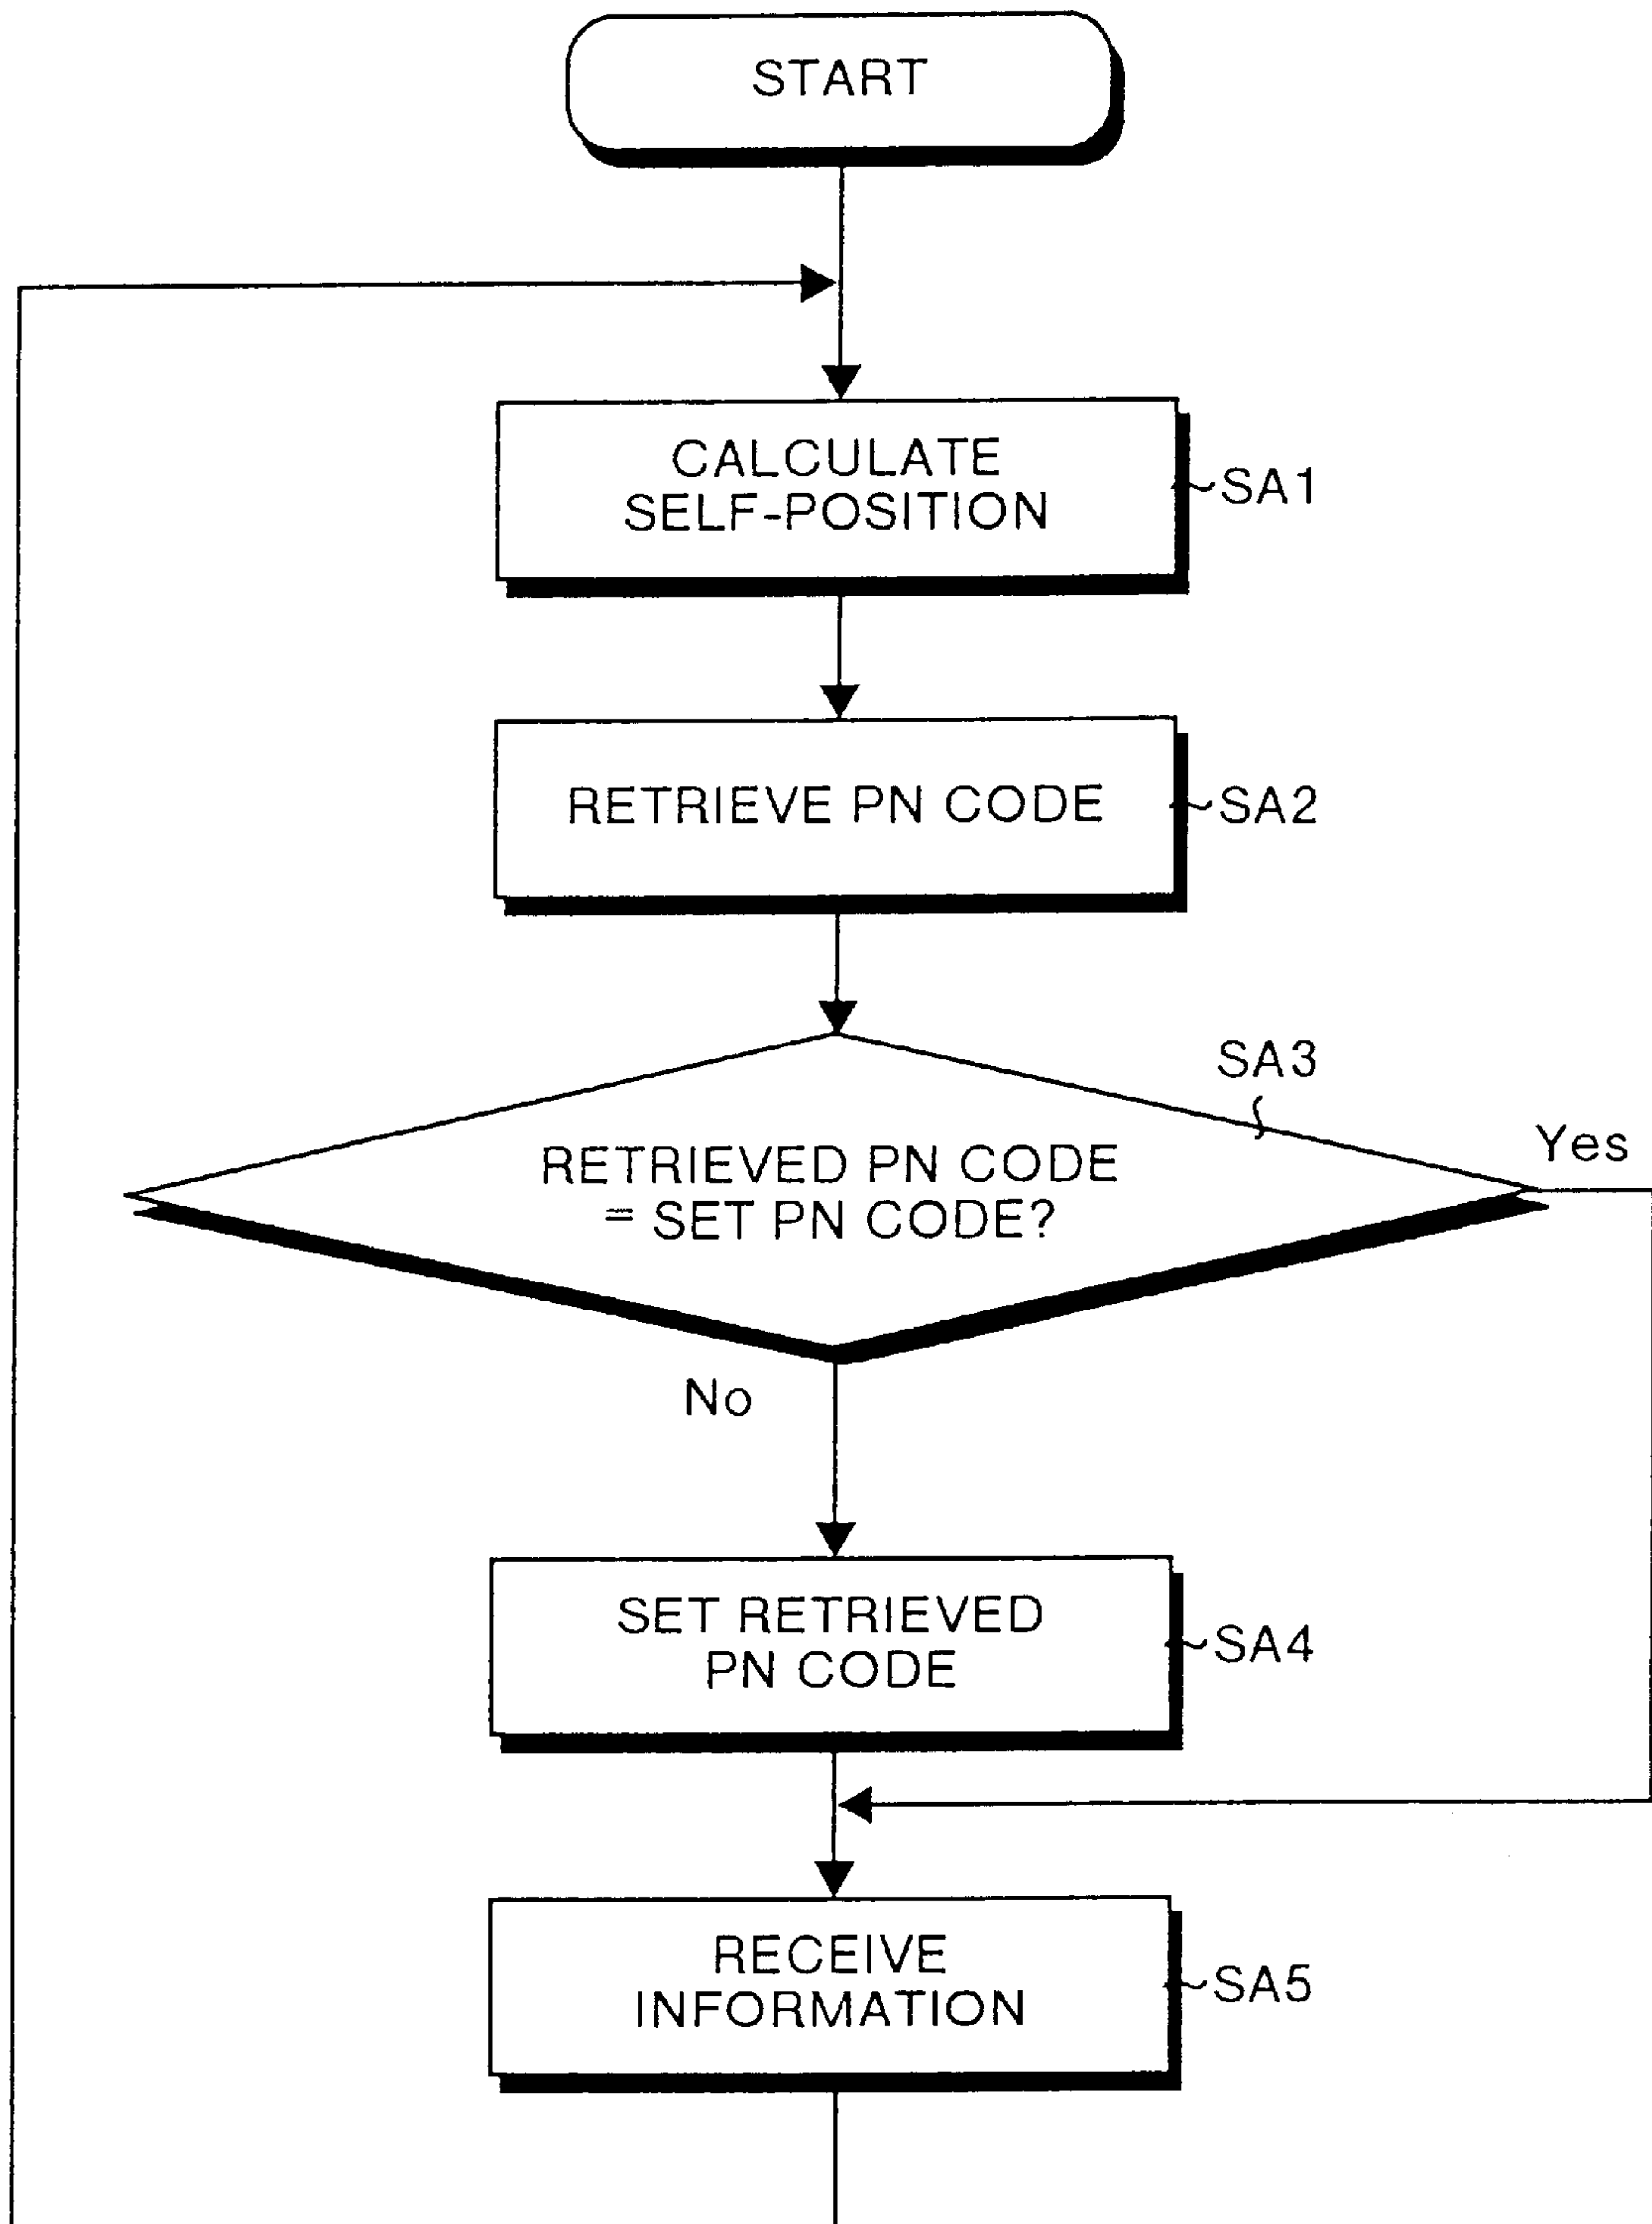 START
CALCULATE
SELF-POSITION
SA1
RETRIEVE PN CODE
SA2
SA3
RETRIEVED PN CODE
= SET PN CODE?
Yes
No
SET RETRIEVED
PN CODE
SA4
RECEIVE
INFORMATION
SA5